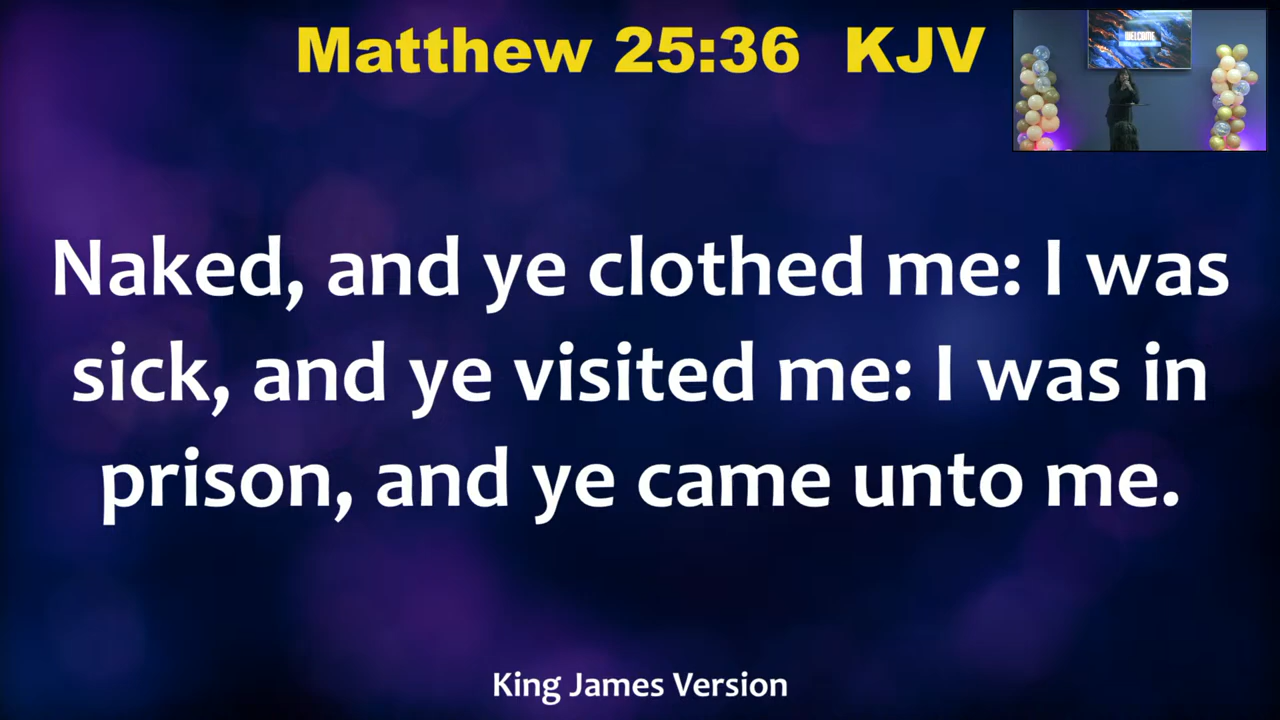 Matthew 25:36 KJV
WELCOME
Naked, and ye clothed me: I was
sick, and ye visited me: I was in
prison, and ye came unto me.
King James Version